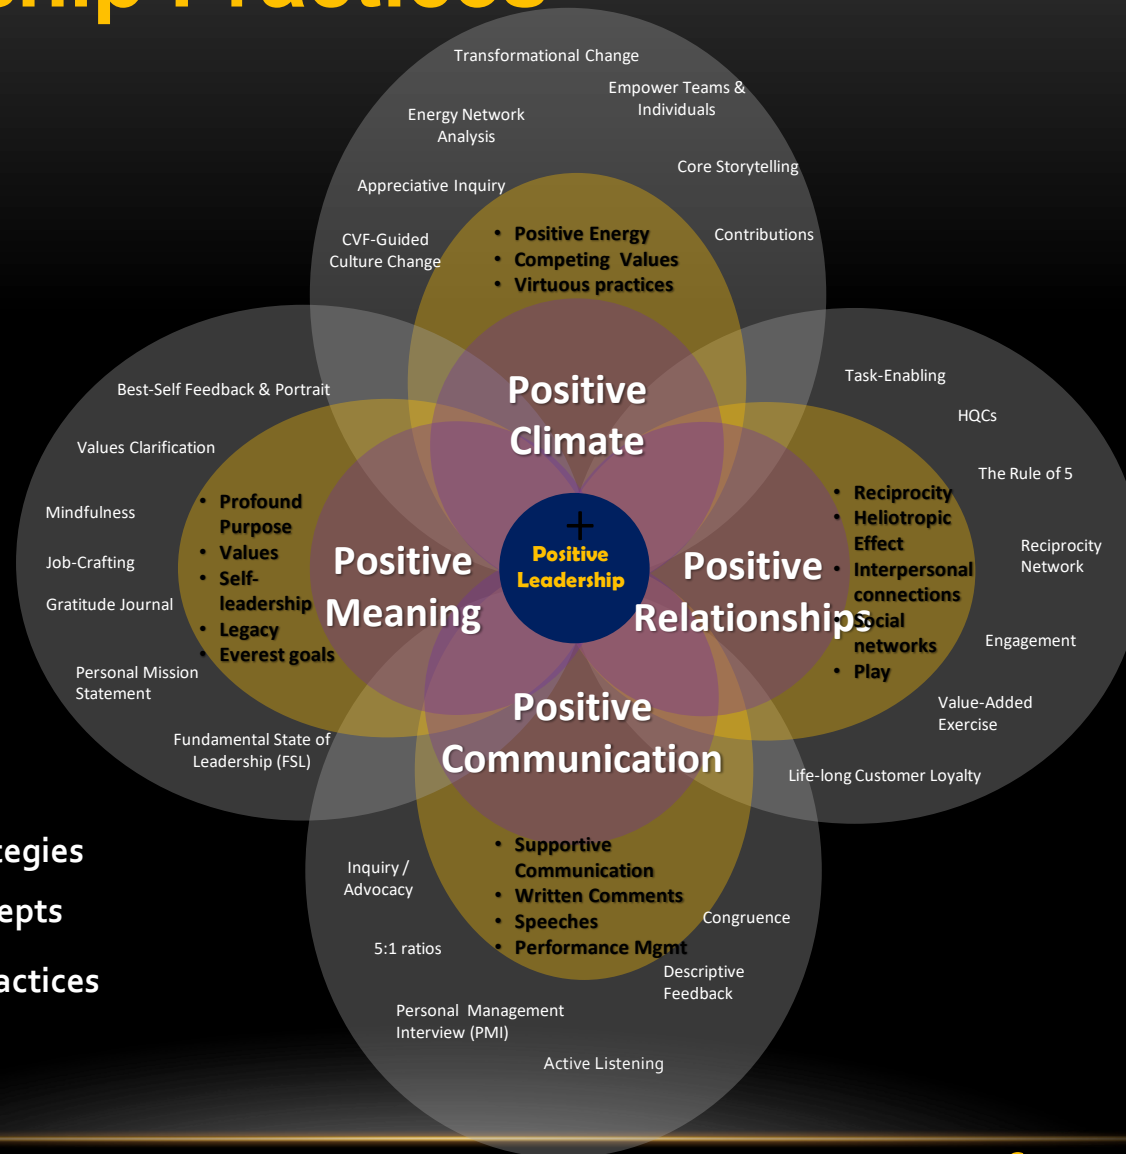 Practices
Transformational Change
Empower Teams &
Individuals
Energy Network
Analysis
Core Storytelling
Appreciative Inquiry
CVF-Guided
Culture Change
Contributions
• Positive Energy
• Competing  Values
• Virtuous practices
Positive
Climate
Best-Self Feedback & Portrait
Values Clarification
Mindfulness
Job-Crafting
Gratitude Journal
Personal Mission
Statement
Fundamental State of
Leadership (FSL)
• Profound
Purpose
• Values
• Self-
leadership
• Legacy
• Everest goals
Positive
Meaning
+
Positive
Leadership
Positive
Relationships
• Reciprocity
• Heliotropic
Effect
• Interpersonal
connections
• Social
networks
• Play
Task-Enabling
HQCs
The Rule of 5
Reciprocity
Network
Engagement
Value-Added
Exercise
Life-long Customer Loyalty
Positive
Communication
• Supportive
Communication
• Written Comments
• Speeches
• Performance Mgmt
Inquiry /
Advocacy
5:1 ratios
Personal  Management
Interview (PMI)
Active Listening
Congruence
Descriptive
Feedback
tegies
epts
actices